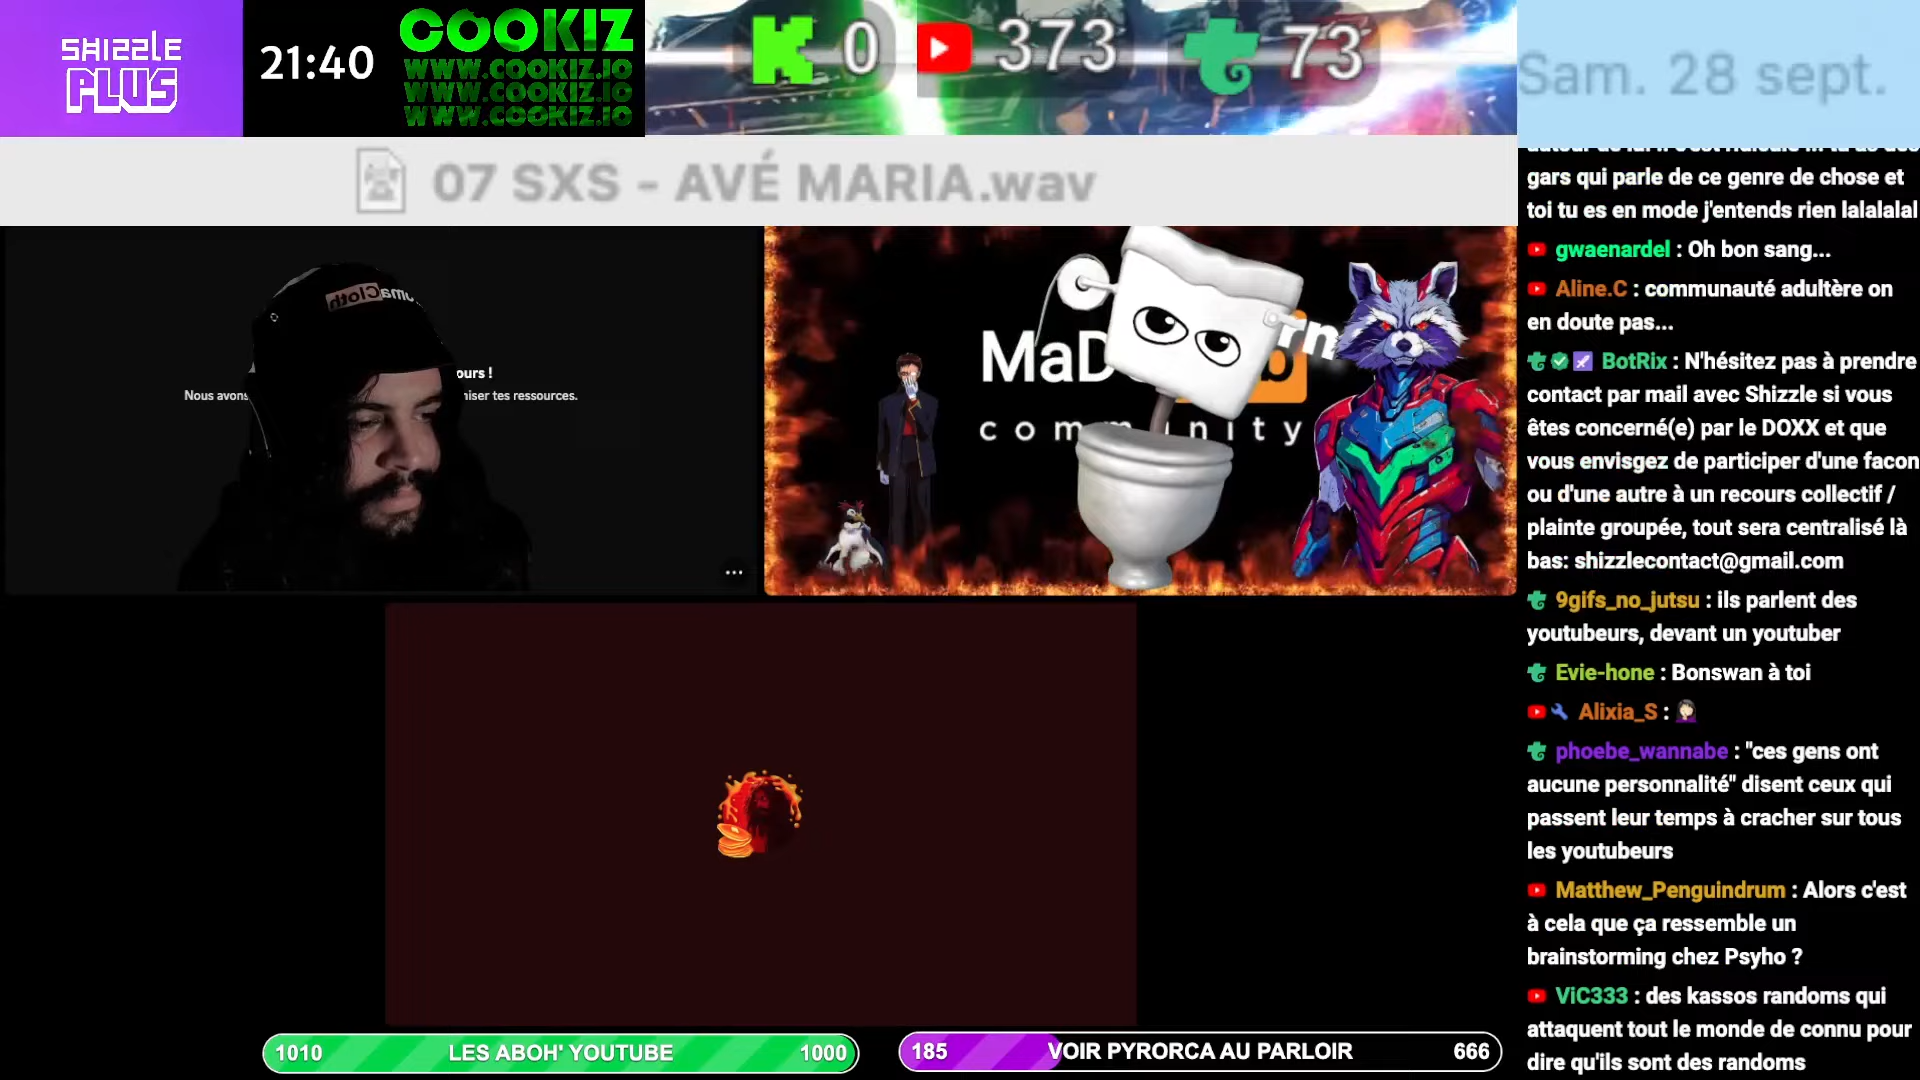 SHIZZLE
PLUS
21:40
COOKIZ
WWW.COOKIZ.IO
WWW.COOKIZ.IO
WWW.COOKIZ.IO
0
373
73
Sam. 28 sept.
07 SXS - AVÉ MARIA.wav
Cloth
ours !
Nous avons
niser tes ressources.
MaD
rn
b
com
nity
gars qui parle de ce genre de chose et
toi tu es en mode j'entends rien lalalalal
gwaenardel : Oh bon sang...
Aline.C : communauté adultère on
en doute pas...
BotRix : N'hésitez pas à prendre
contact par mail avec Shizzle si vous
êtes concerné(e) par le DOXX et que
vous envisgez de participer d'une facon
ou d'une autre à un recours collectif /
plainte groupée, tout sera centralisé là
bas: shizzlecontact@gmail.com
9gifs_no_jutsu : ils parlent des
youtubeurs, devant un youtuber
Evie-hone : Bonswan à toi
Alixia_S :
phoebe_wannabe : "ces gens ont
aucune personnalité" disent ceux qui
passent leur temps à cracher sur tous
les youtubeurs
Matthew_Penguindrum : Alors c'est
à cela que ça ressemble un
brainstorming chez Psyho ?
ViC333 : des kassos randoms qui
attaquent tout le monde de connu pour
dire qu'ils sont des randoms
1010 LES ABOH' YOUTUBE 1000
185 VOIR PYRORCA AU PARLOIR 666